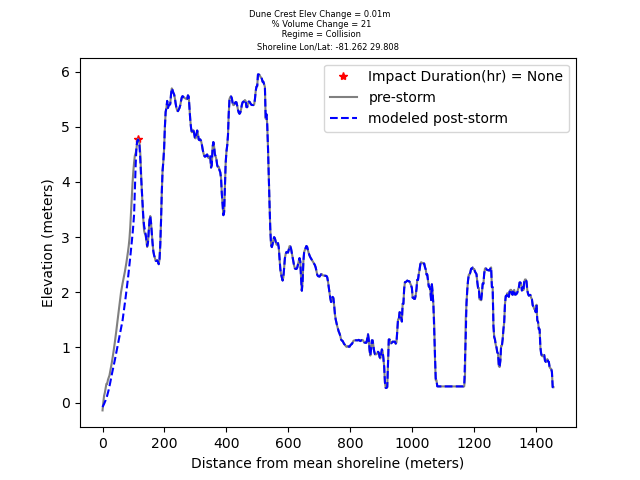 Dune Crest Elev Change = 0.01m
% Volume Change = 21
Regime = Collision
Shoreline Lon/Lat: -81.262 29.808
Impact Duration(hr) = None
pre-storm
modeled post-storm
Elevation (meters)
6
5
4
3
2
1
0
0 200 400 600 800 1000 1200 1400
Distance from mean shoreline (meters)